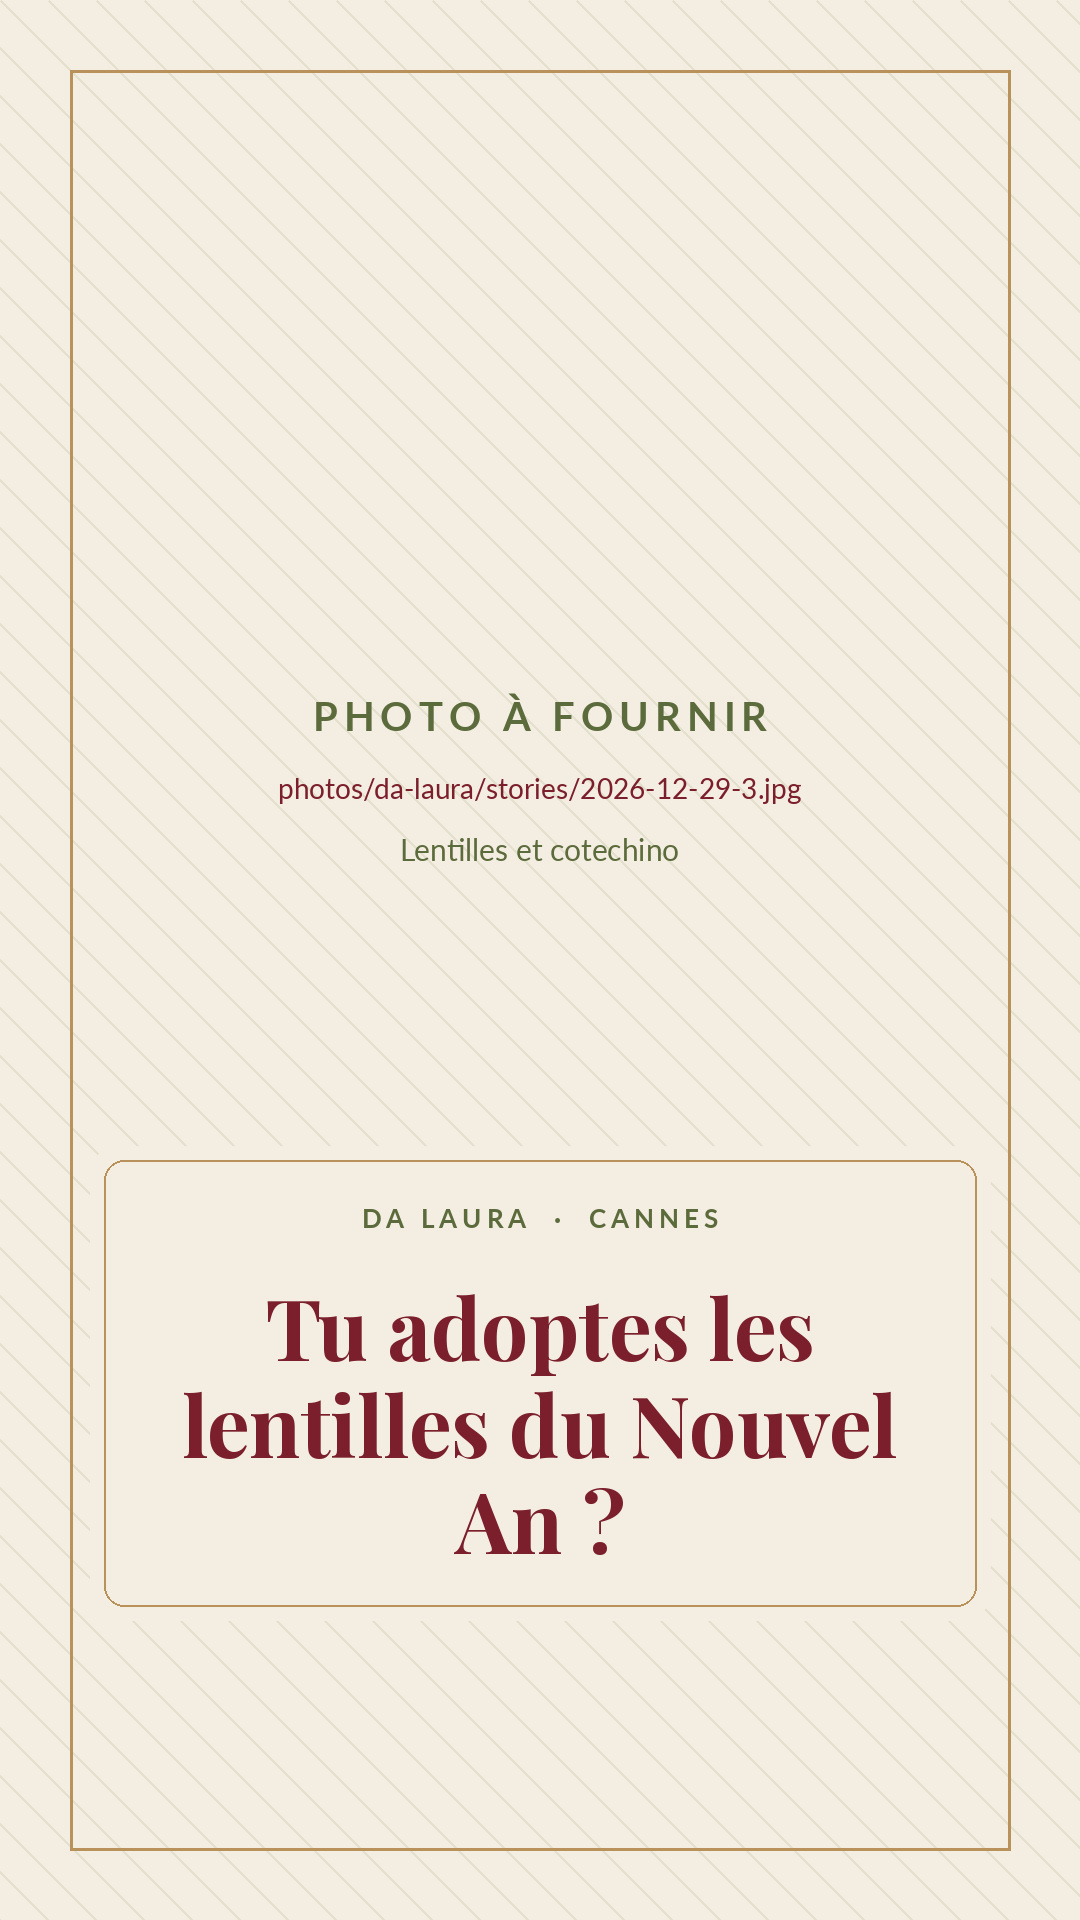 PHOTO À FOURNIR
photos/da-laura/stories/2026-12-29-3.jpg
Lentilles et cotechino
DA LAURA · CANNES
Tu adoptes les
lentilles du Nouvel
An ?